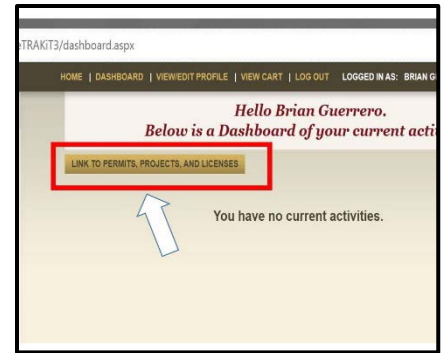 eTRAKiT3/dashboard.aspx
HOME | DASHBOARD | VIEW/EDIT PROFILE | VIEW CART | LOG OUT LOGGED IN AS: BRIAN GU
Hello Brian Guerrero.
Below is a Dashboard of your current acti
LINK TO PERMITS, PROJECTS, AND LICENSES
You have no current activities.